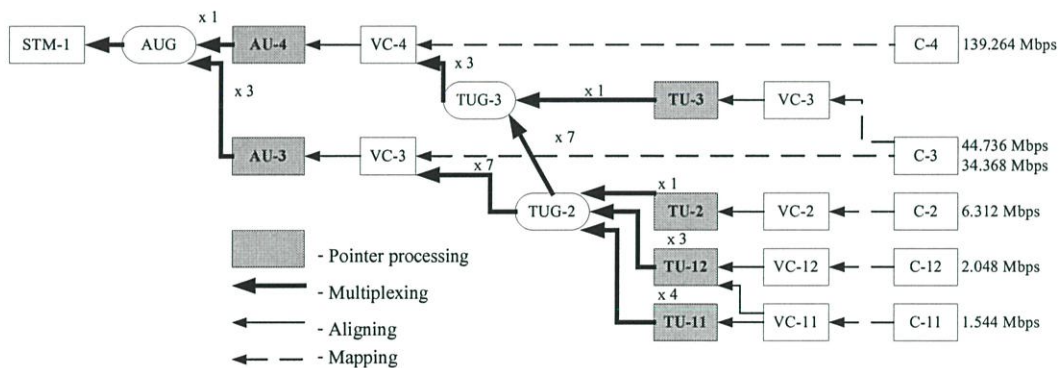 x 1
STM-1
AUG
AU-4
VC-4
C-4
139.264 Mbps
x 3
x 3
TUG-3
x 1
TU-3
VC-3
x 7
44.736 Mbps
AU-3
VC-3
C-3
34.368 Mbps
x 7
x 1
TUG-2
TU-2
VC-2
C-2
6.312 Mbps
x 3
- Pointer processing
TU-12
VC-12
C-12
2.048 Mbps
- Multiplexing
x 4
TU-11
VC-11
C-11
1.544 Mbps
- Aligning
- Mapping